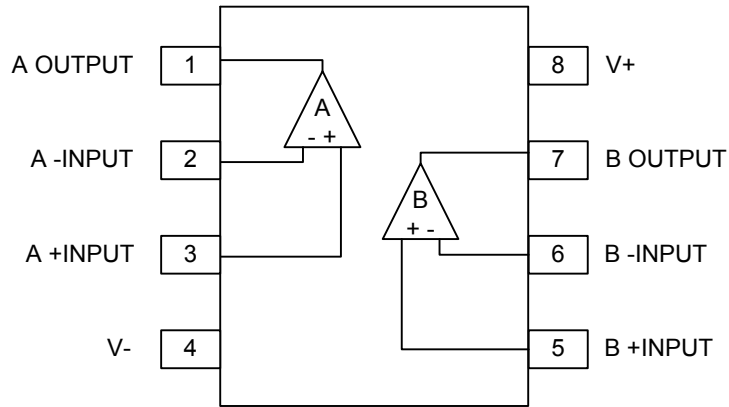 A OUTPUT 1
A -INPUT 2
A +INPUT 3
V- 4
A
- +
B
+ -
8 V+
7 B OUTPUT
6 B -INPUT
5 B +INPUT